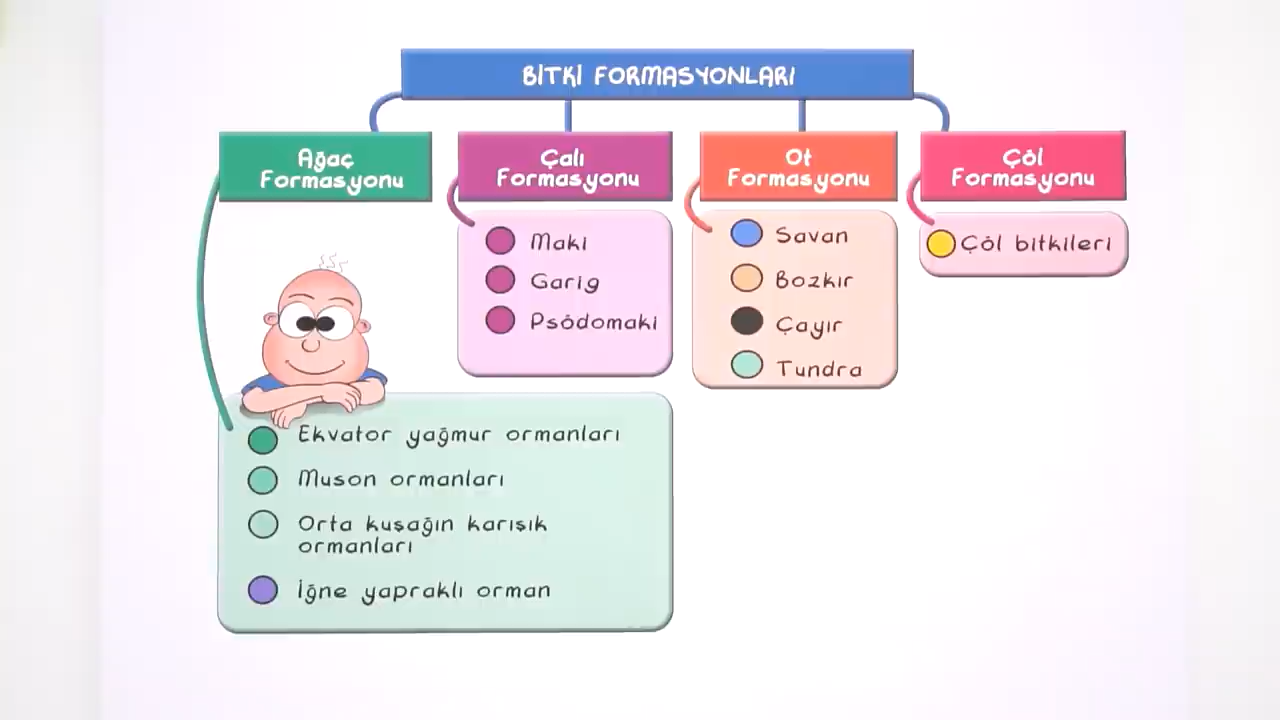 BİTKİ FORMASYONLARI
Ağaç
Formasyonu
Çalı
Formasyonu
Ot
Formasyonu
Çöl
Formasyonu
Maki
Garig
Psödomaki
Savan
Bozkır
Çayır
Tundra
Çöl bitkileri
Ekvator yağmur ormanları
Muson ormanları
Orta kuşağın karışık
ormanları
İğne yapraklı orman